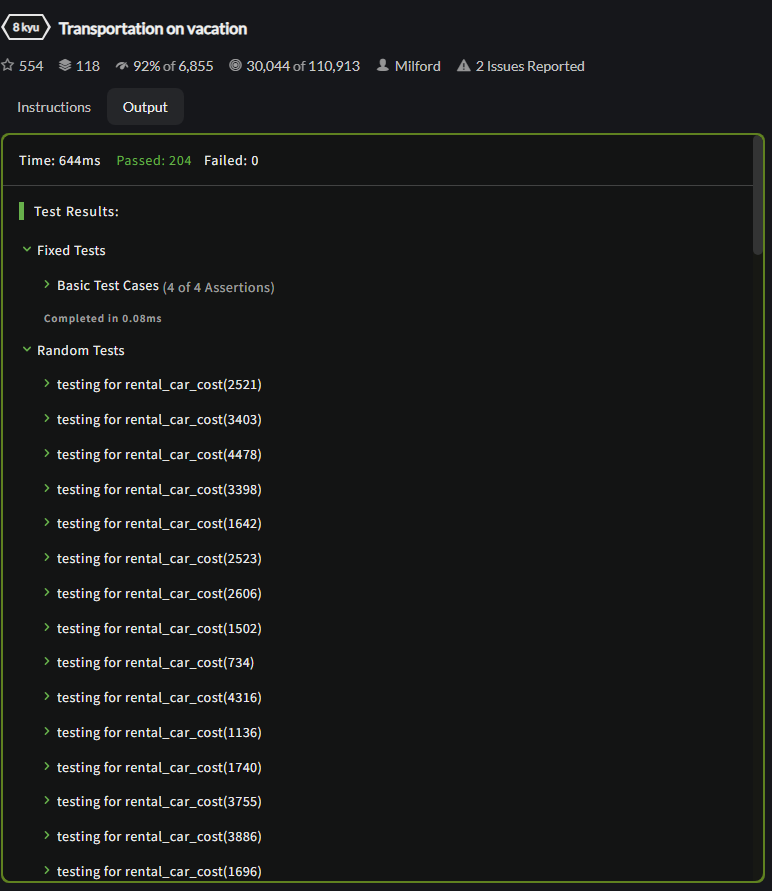 8 kyu Transportation on vacation
554 118 92% of 6,855 30,044 of 110,913 Milford 2 Issues Reported
Instructions Output
Time: 644ms Passed: 204 Failed: 0
Test Results:
Fixed Tests
Basic Test Cases (4 of 4 Assertions)
Completed in 0.08ms
Random Tests
testing for rental_car_cost(2521)
testing for rental_car_cost(3403)
testing for rental_car_cost(4478)
testing for rental_car_cost(3398)
testing for rental_car_cost(1642)
testing for rental_car_cost(2523)
testing for rental_car_cost(2606)
testing for rental_car_cost(1502)
testing for rental_car_cost(734)
testing for rental_car_cost(4316)
testing for rental_car_cost(1136)
testing for rental_car_cost(1740)
testing for rental_car_cost(3755)
testing for rental_car_cost(3886)
testing for rental_car_cost(1696)